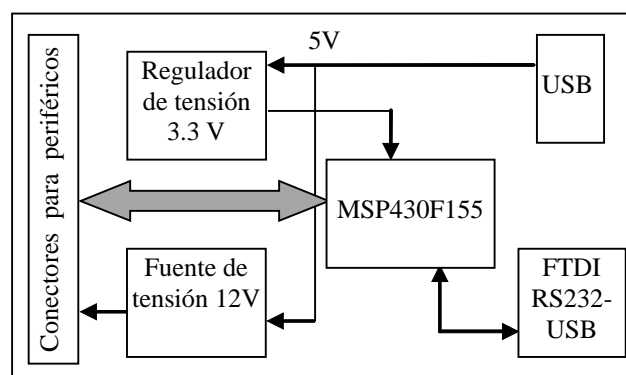 Conectores para periféricos
Regulador
de tensión
3.3 V
5V
USB
MSP430F155
Fuente de
tensión 12V
FTDI
RS232-
USB